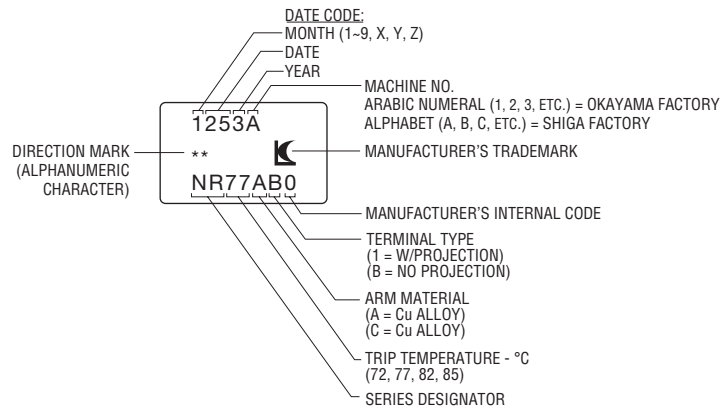 DATE CODE:
MONTH (1~9, X, Y, Z)
DATE
YEAR
MACHINE NO.
ARABIC NUMERAL (1, 2, 3, ETC.) = OKAYAMA FACTORY
ALPHABET (A, B, C, ETC.) = SHIGA FACTORY
1253A
DIRECTION MARK
(ALPHANUMERIC
CHARACTER)
**
K
MANUFACTURER'S TRADEMARK
NR77AB0
MANUFACTURER'S INTERNAL CODE
TERMINAL TYPE
(1 = W/PROJECTION)
(B = NO PROJECTION)
ARM MATERIAL
(A = Cu ALLOY)
(C = Cu ALLOY)
TRIP TEMPERATURE - °C
(72, 77, 82, 85)
SERIES DESIGNATOR